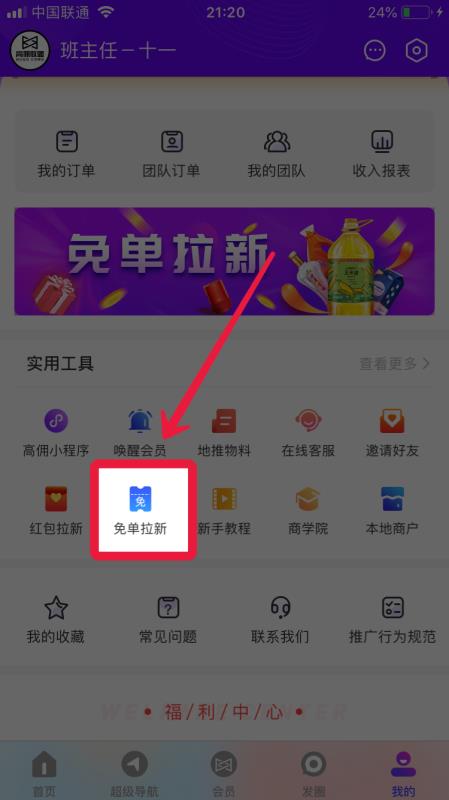 中国联通
21:20
24%
高佣联盟
班主任－十一
我的订单
团队订单
我的团队
收入报表
免单拉新
实用工具
查看更多
高佣小程序
唤醒会员
地推物料
在线客服
邀请好友
免
红包拉新
免单拉新
新手教程
商学院
本地商户
我的收藏
常见问题
联系我们
推广行为规范
福/利/中/心
首页
超级导航
会员
发圈
我的